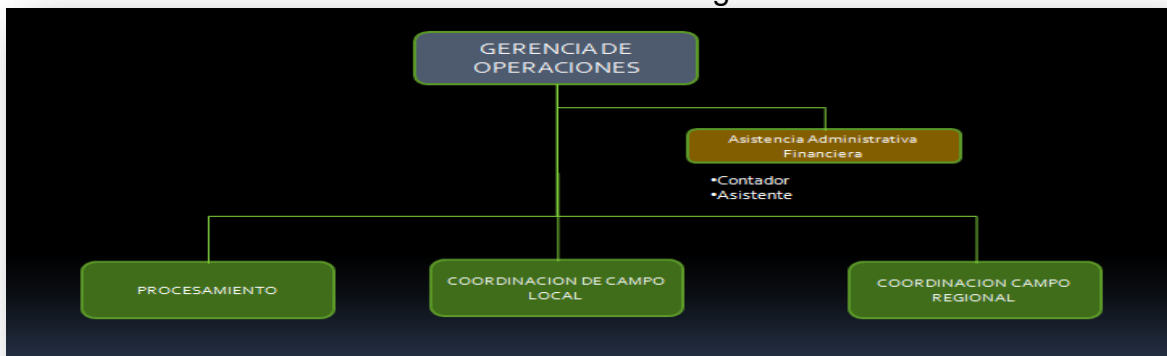 GERENCIA DE
OPERACIONES
Asistencia Administrativa
Financiera
•Contador
•Asistente
PROCESAMIENTO
COORDINACION DE CAMPO
LOCAL
COORDINACION CAMPO
REGIONAL